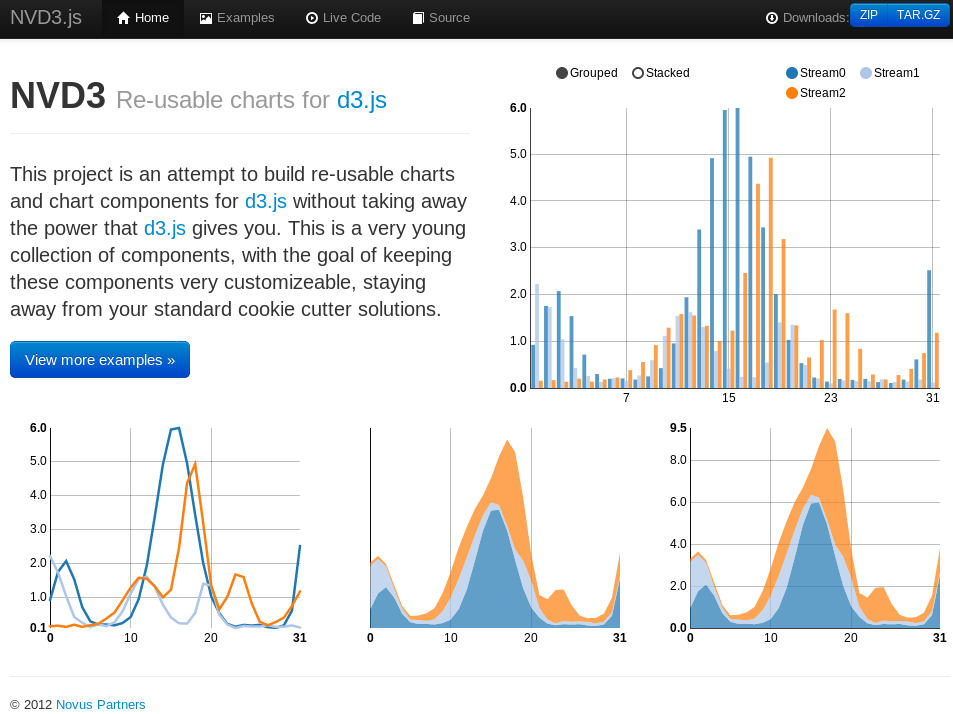 NVD3.js Home Examples Live Code Source Downloads: ZIP TAR.GZ
NVD3 Re-usable charts for d3.js
This project is an attempt to build re-usable charts
and chart components for d3.js without taking away
the power that d3.js gives you. This is a very young
collection of components, with the goal of keeping
these components very customizeable, staying
away from your standard cookie cutter solutions.
View more examples »
Grouped Stacked Stream0 Stream1
Stream2
6.0
5.0
4.0
3.0
2.0
1.0
0.0
7 15 23 31
6.0
5.0
4.0
3.0
2.0
1.0
0.1
0 10 20 31
0 10 20 31
9.5
8.0
6.0
4.0
2.0
0.0
0 10 20 31
© 2012 Novus Partners